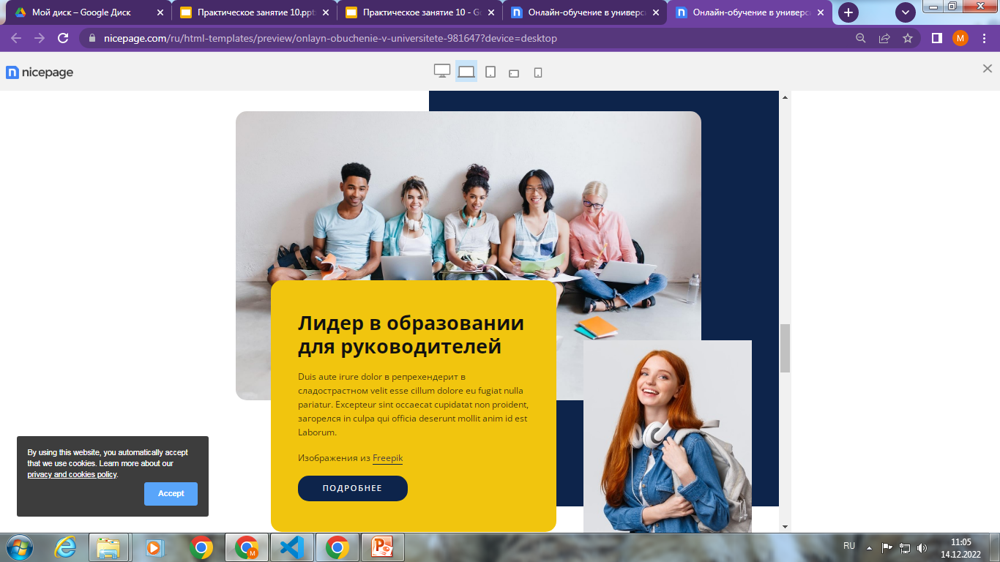 Мой диск – Google Диск
Практическое занятие 10.ppt
Практическое занятие 10 - Go
Онлайн-обучение в универс
Онлайн-обучение в универс
nicepage.com/ru/html-templates/preview/onlayn-obuchenie-v-universitete-981647?device=desktop
M
nicepage
Лидер в образовании
для руководителей
Duis aute irure dolor в репрехендерит в
сладострастном velit esse cillum dolore eu fugiat nulla
pariatur. Excepteur sint occaecat cupidatat non proident,
загорелся in culpa qui officia deserunt mollit anim id est
Laborum.
Изображения из Freepik
ПОДРОБНЕЕ
By using this website, you automatically accept
that we use cookies. Learn more about our
privacy and cookies policy.
Accept
RU
11:05
14.12.2022